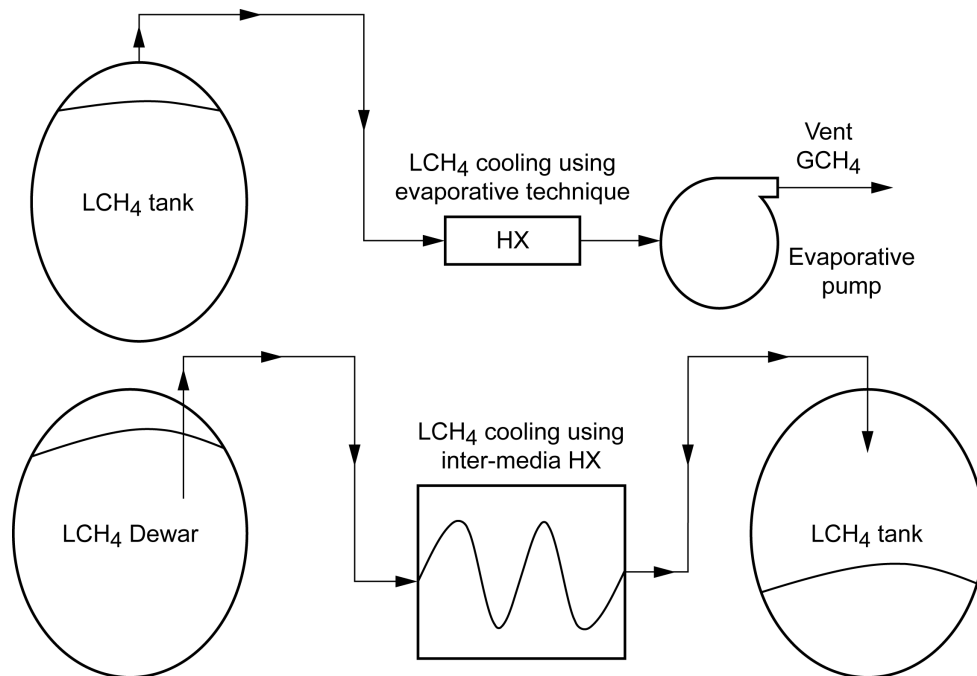 LCH4 tank
LCH4 cooling using
evaporative technique
HX
Vent
GCH4
Evaporative
pump
LCH4 Dewar
LCH4 cooling using
inter-media HX
LCH4 tank